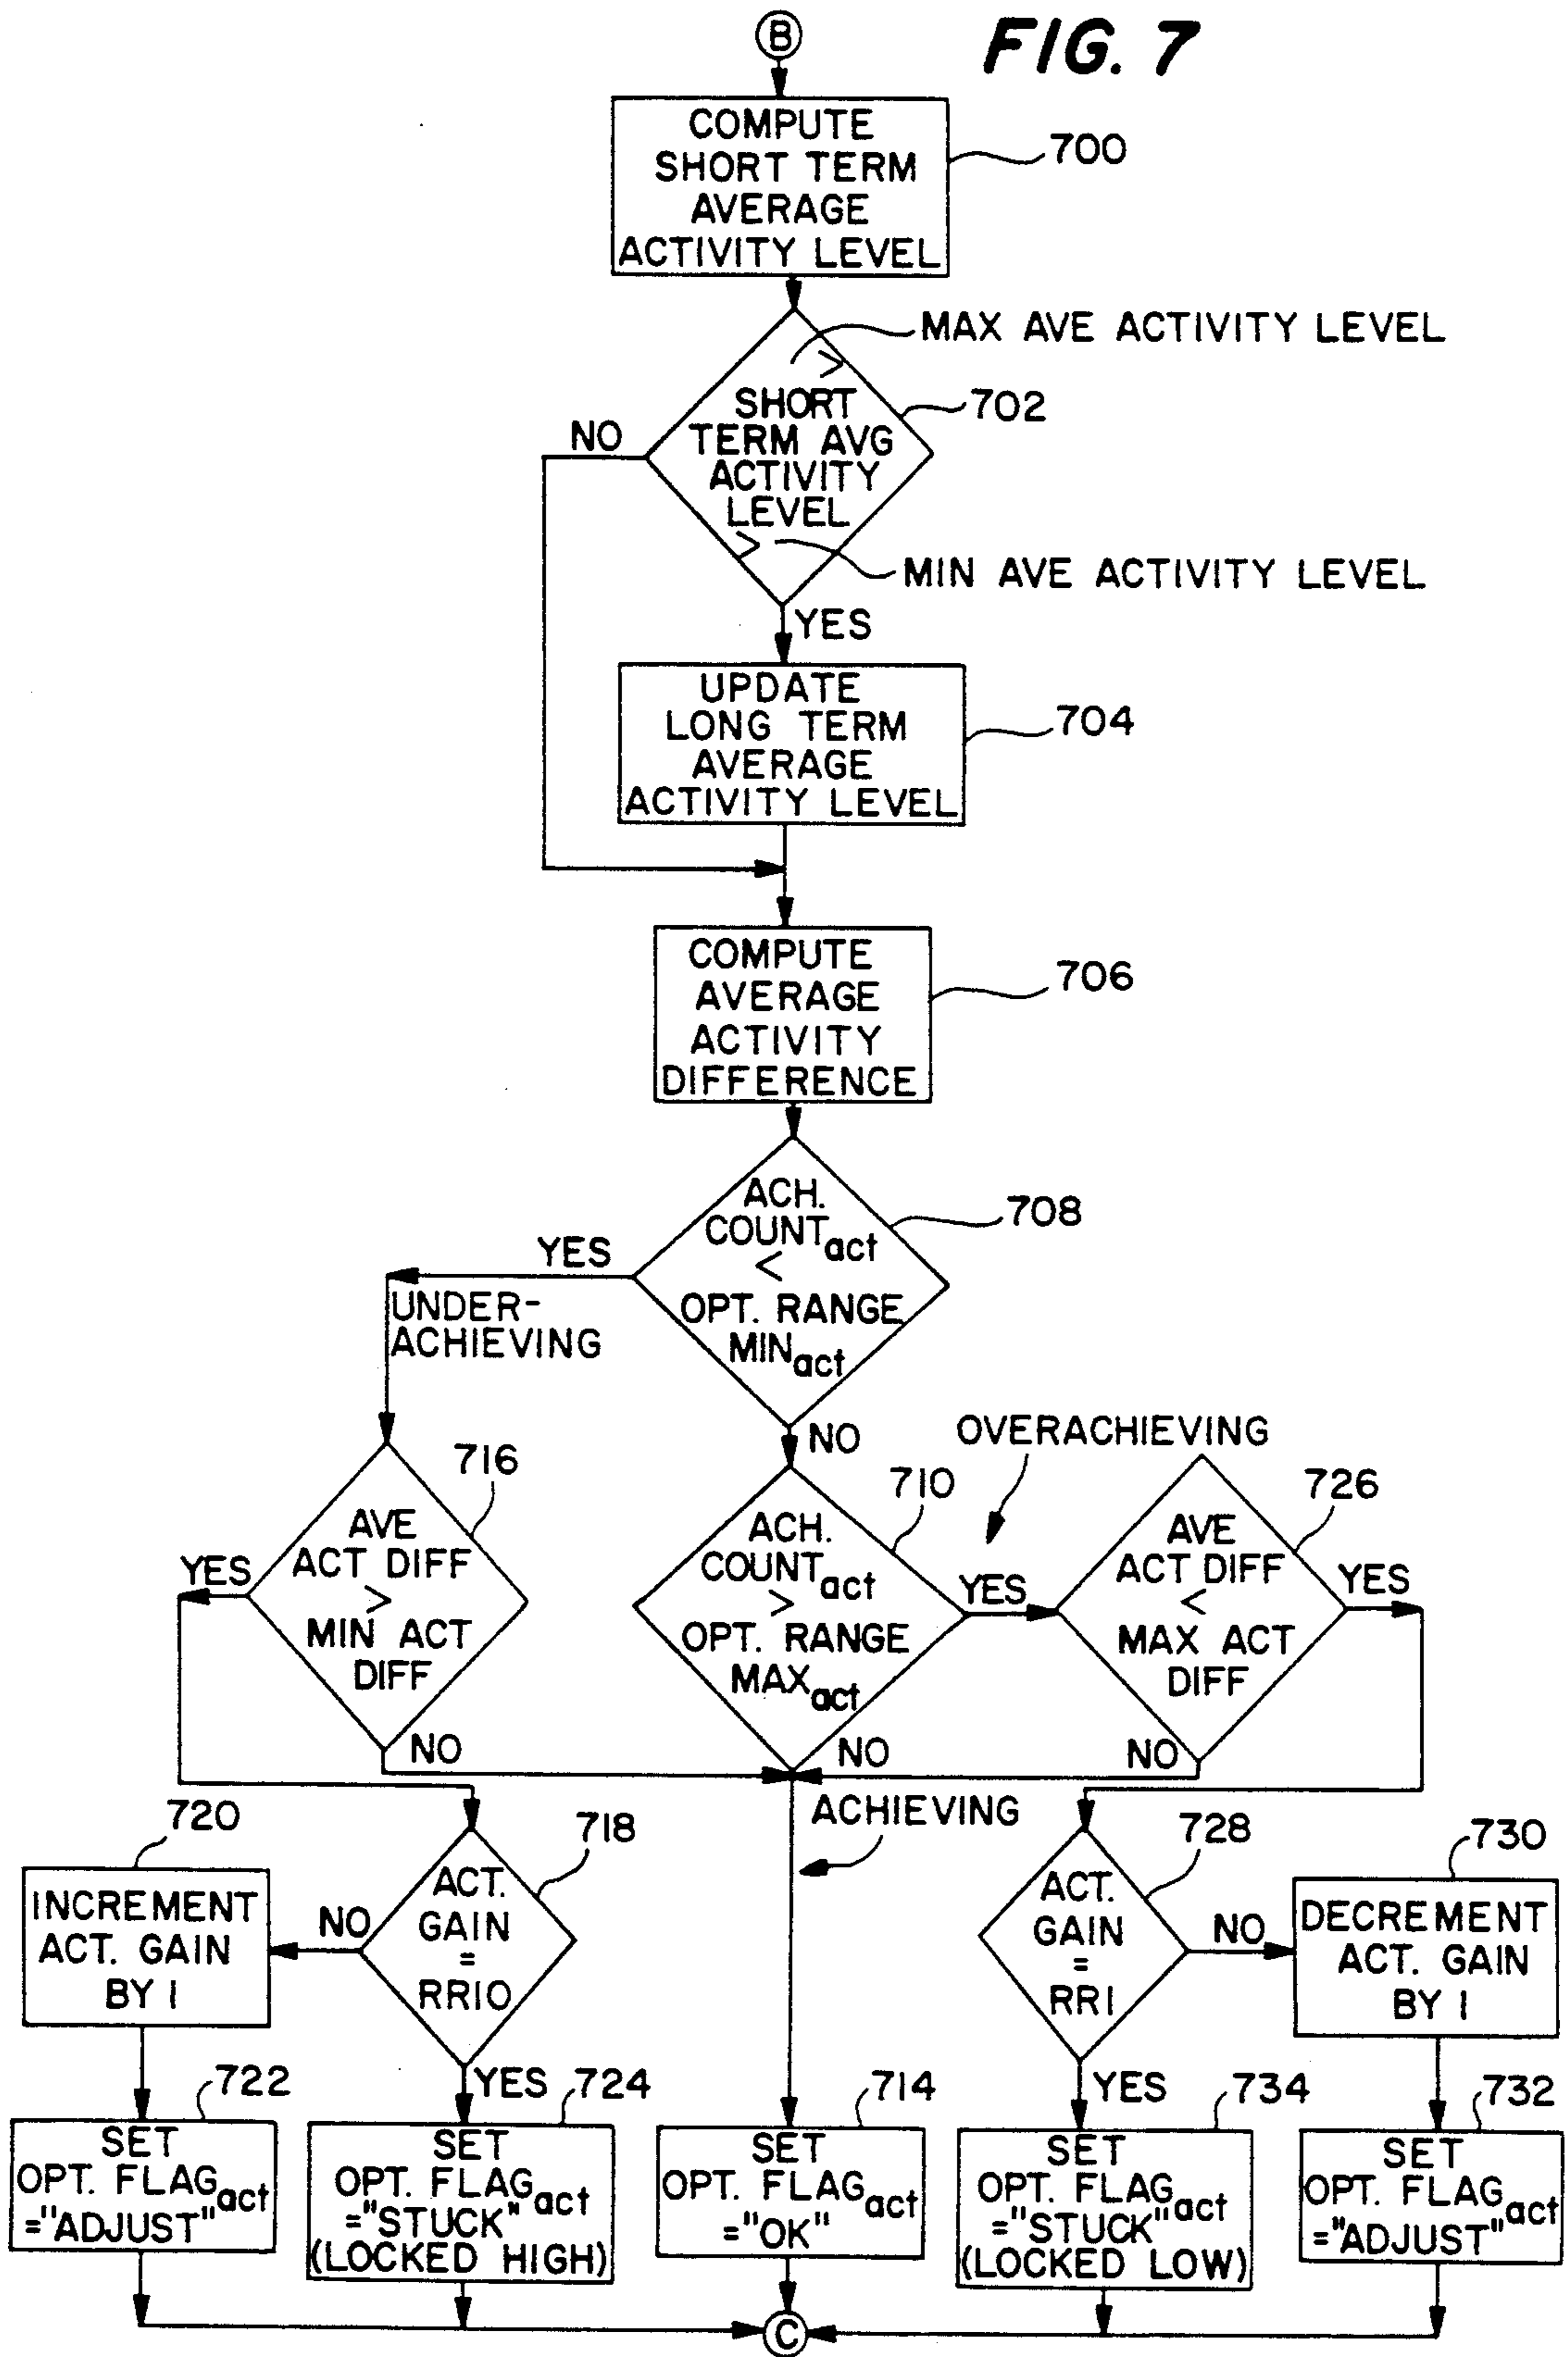 B
FIG. 7
COMPUTE
SHORT TERM
AVERAGE
ACTIVITY LEVEL
700
MAX AVE ACTIVITY LEVEL
>
SHORT
TERM AVG
ACTIVITY
LEVEL
>
702
NO
MIN AVE ACTIVITY LEVEL
YES
UPDATE
LONG TERM
AVERAGE
ACTIVITY LEVEL
704
COMPUTE
AVERAGE
ACTIVITY
DIFFERENCE
706
ACH.
COUNTact
<
OPT. RANGE
MINact
708
YES
UNDER-
ACHIEVING
NO
OVERACHIEVING
716
AVE
ACT DIFF
>
MIN ACT
DIFF
YES
NO
710
ACH.
COUNTact
>
OPT. RANGE
MAXact
YES
NO
726
AVE
ACT DIFF
<
MAX ACT
DIFF
YES
NO
ACHIEVING
720
INCREMENT
ACT. GAIN
BY 1
718
ACT.
GAIN
=
RR10
NO
YES
728
ACT.
GAIN
=
RR1
NO
YES
730
DECREMENT
ACT. GAIN
BY 1
722
SET
OPT. FLAGact
="ADJUST"
724
SET
OPT. FLAGact
="STUCK"
(LOCKED HIGH)
714
SET
OPT. FLAGact
="OK"
734
SET
OPT. FLAGact
="STUCK"
(LOCKED LOW)
732
SET
OPT. FLAGact
="ADJUST"
C